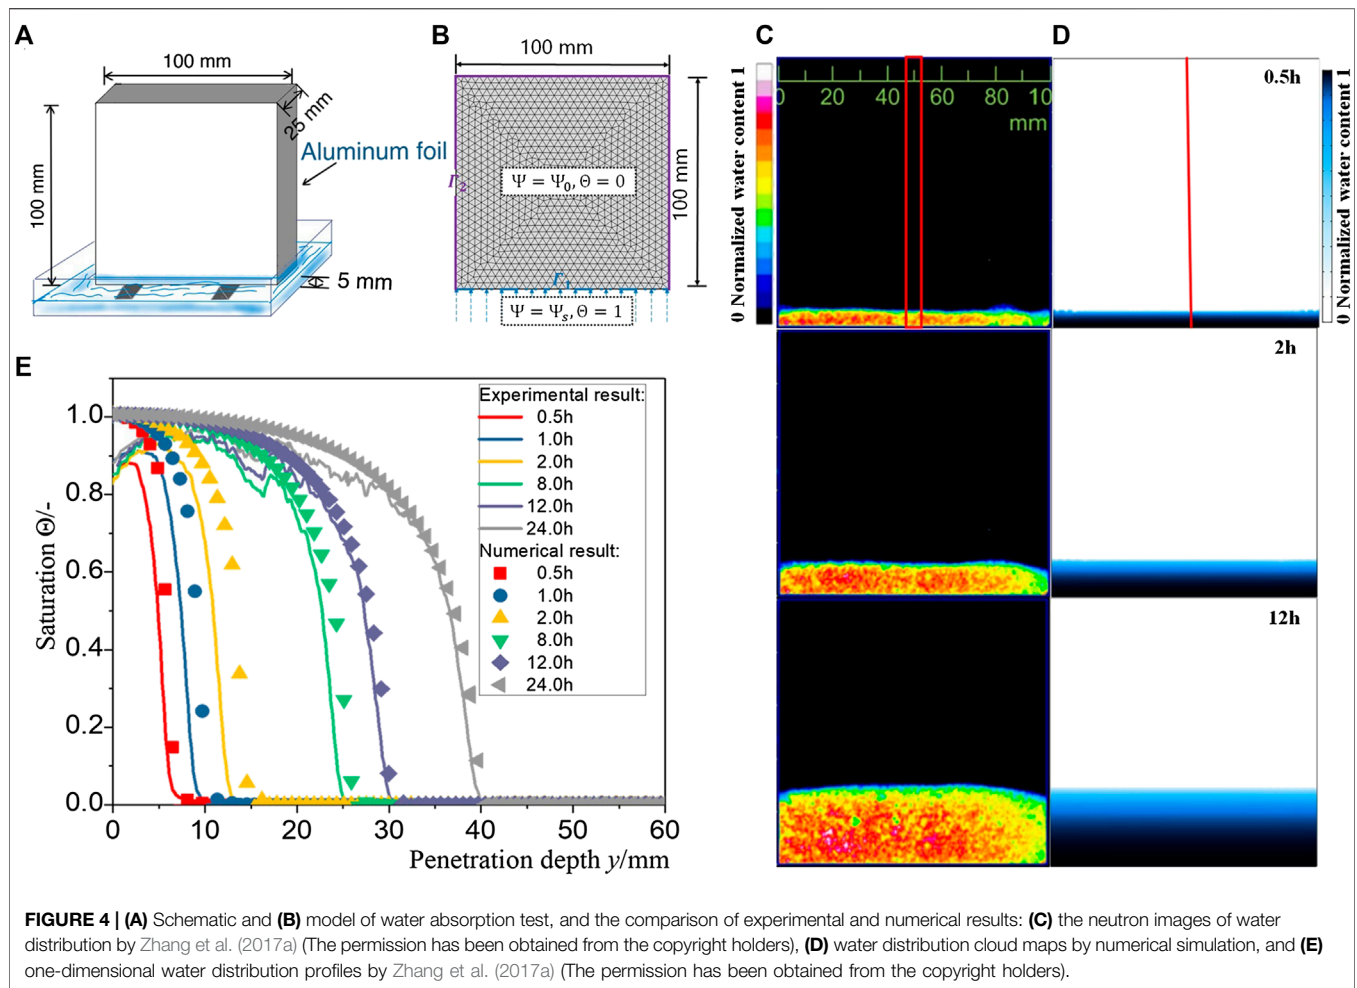 A
100 mm
25 mm
Aluminum foil
100 mm
5 mm
B
100 mm
Γ₂
Ψ = Ψ₀, Θ = 0
100 mm
Γ₁
Ψ = Ψₛ, Θ = 1
C
0 Normalized water content 1
0 20 40 60 80 10
mm
D
0.5h
0 Normalized water content 1
2h
12h
E
Saturation Θ/-
1.0
0.8
0.6
0.4
0.2
0.0
0 10 20 30 40 50 60
Penetration depth y/mm
Experimental result:
0.5h
1.0h
2.0h
8.0h
12.0h
24.0h
Numerical result:
0.5h
1.0h
2.0h
8.0h
12.0h
24.0h
FIGURE 4 | (A) Schematic and (B) model of water absorption test, and the comparison of experimental and numerical results: (C) the neutron images of water
distribution by Zhang et al. (2017a) (The permission has been obtained from the copyright holders), (D) water distribution cloud maps by numerical simulation, and (E)
one-dimensional water distribution profiles by Zhang et al. (2017a) (The permission has been obtained from the copyright holders).